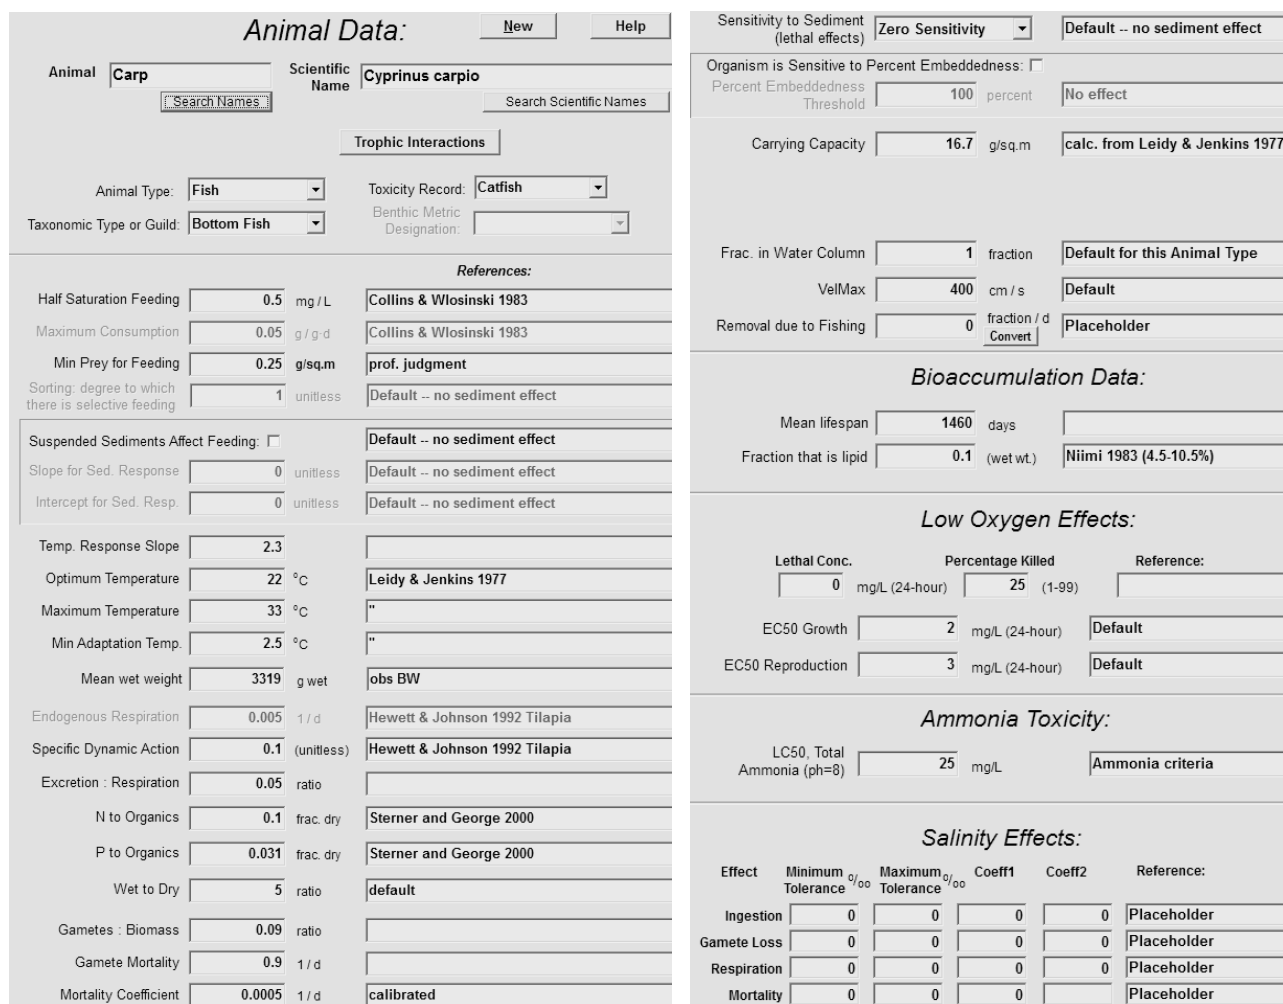 Animal Data:
New
Help
Animal
Carp
Scientific Name
Cyprinus carpio
Search Names
Search Scientific Names
Trophic Interactions
Animal Type:
Fish
Toxicity Record:
Catfish
Taxonomic Type or Guild:
Bottom Fish
Benthic Metric Designation:
References:
Half Saturation Feeding 0.5 mg / L Collins & Wlosinski 1983
Maximum Consumption 0.05 g / g·d Collins & Wlosinski 1983
Min Prey for Feeding 0.25 g/sq.m prof. judgment
Sorting: degree to which there is selective feeding 1 unitless Default -- no sediment effect
Suspended Sediments Affect Feeding: Default -- no sediment effect
Slope for Sed. Response 0 unitless Default -- no sediment effect
Intercept for Sed. Resp. 0 unitless Default -- no sediment effect
Temp. Response Slope 2.3
Optimum Temperature 22 °C Leidy & Jenkins 1977
Maximum Temperature 33 °C "
Min Adaptation Temp. 2.5 °C "
Mean wet weight 3319 g wet obs BW
Endogenous Respiration 0.005 1 / d Hewett & Johnson 1992 Tilapia
Specific Dynamic Action 0.1 (unitless) Hewett & Johnson 1992 Tilapia
Excretion : Respiration 0.05 ratio
N to Organics 0.1 frac. dry Sterner and George 2000
P to Organics 0.031 frac. dry Sterner and George 2000
Wet to Dry 5 ratio default
Gametes : Biomass 0.09 ratio
Gamete Mortality 0.9 1 / d
Mortality Coefficient 0.0005 1 / d calibrated
Sensitivity to Sediment (lethal effects) Zero Sensitivity Default -- no sediment effect
Organism is Sensitive to Percent Embeddedness:
Percent Embeddedness Threshold 100 percent No effect
Carrying Capacity 16.7 g/sq.m calc. from Leidy & Jenkins 1977
Frac. in Water Column 1 fraction Default for this Animal Type
VelMax 400 cm / s Default
Removal due to Fishing 0 fraction / d Convert Placeholder
Bioaccumulation Data:
Mean lifespan 1460 days
Fraction that is lipid 0.1 (wet wt.) Niimi 1983 (4.5-10.5%)
Low Oxygen Effects:
Lethal Conc. Percentage Killed Reference:
0 mg/L (24-hour) 25 (1-99)
EC50 Growth 2 mg/L (24-hour) Default
EC50 Reproduction 3 mg/L (24-hour) Default
Ammonia Toxicity:
LC50, Total Ammonia (ph=8) 25 mg/L Ammonia criteria
Salinity Effects:
Effect Minimum Tolerance o/oo Maximum Tolerance o/oo Coeff1 Coeff2 Reference:
Ingestion 0 0 0 0 Placeholder
Gamete Loss 0 0 0 0 Placeholder
Respiration 0 0 0 0 Placeholder
Mortality 0 0 0 Placeholder